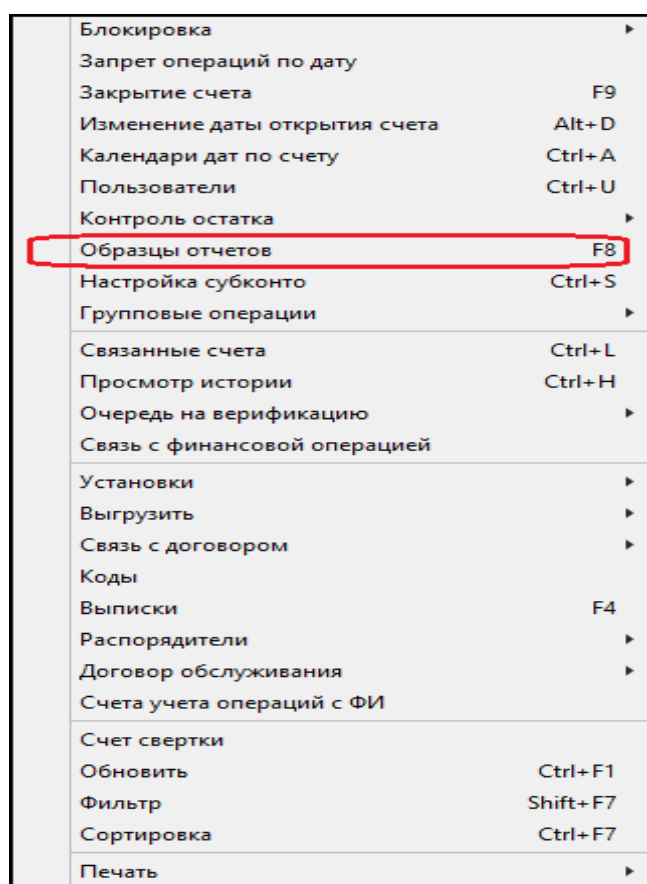 Блокировка
Запрет операций по дату
Закрытие счета F9
Изменение даты открытия счета Alt+D
Календари дат по счету Ctrl+A
Пользователи Ctrl+U
Контроль остатка
Образцы отчетов F8
Настройка субконто Ctrl+S
Групповые операции
Связанные счета Ctrl+L
Просмотр истории Ctrl+H
Очередь на верификацию
Связь с финансовой операцией
Установки
Выгрузить
Связь с договором
Коды
Выписки F4
Распорядители
Договор обслуживания
Счета учета операций с ФИ
Счет свертки
Обновить Ctrl+F1
Фильтр Shift+F7
Сортировка Ctrl+F7
Печать